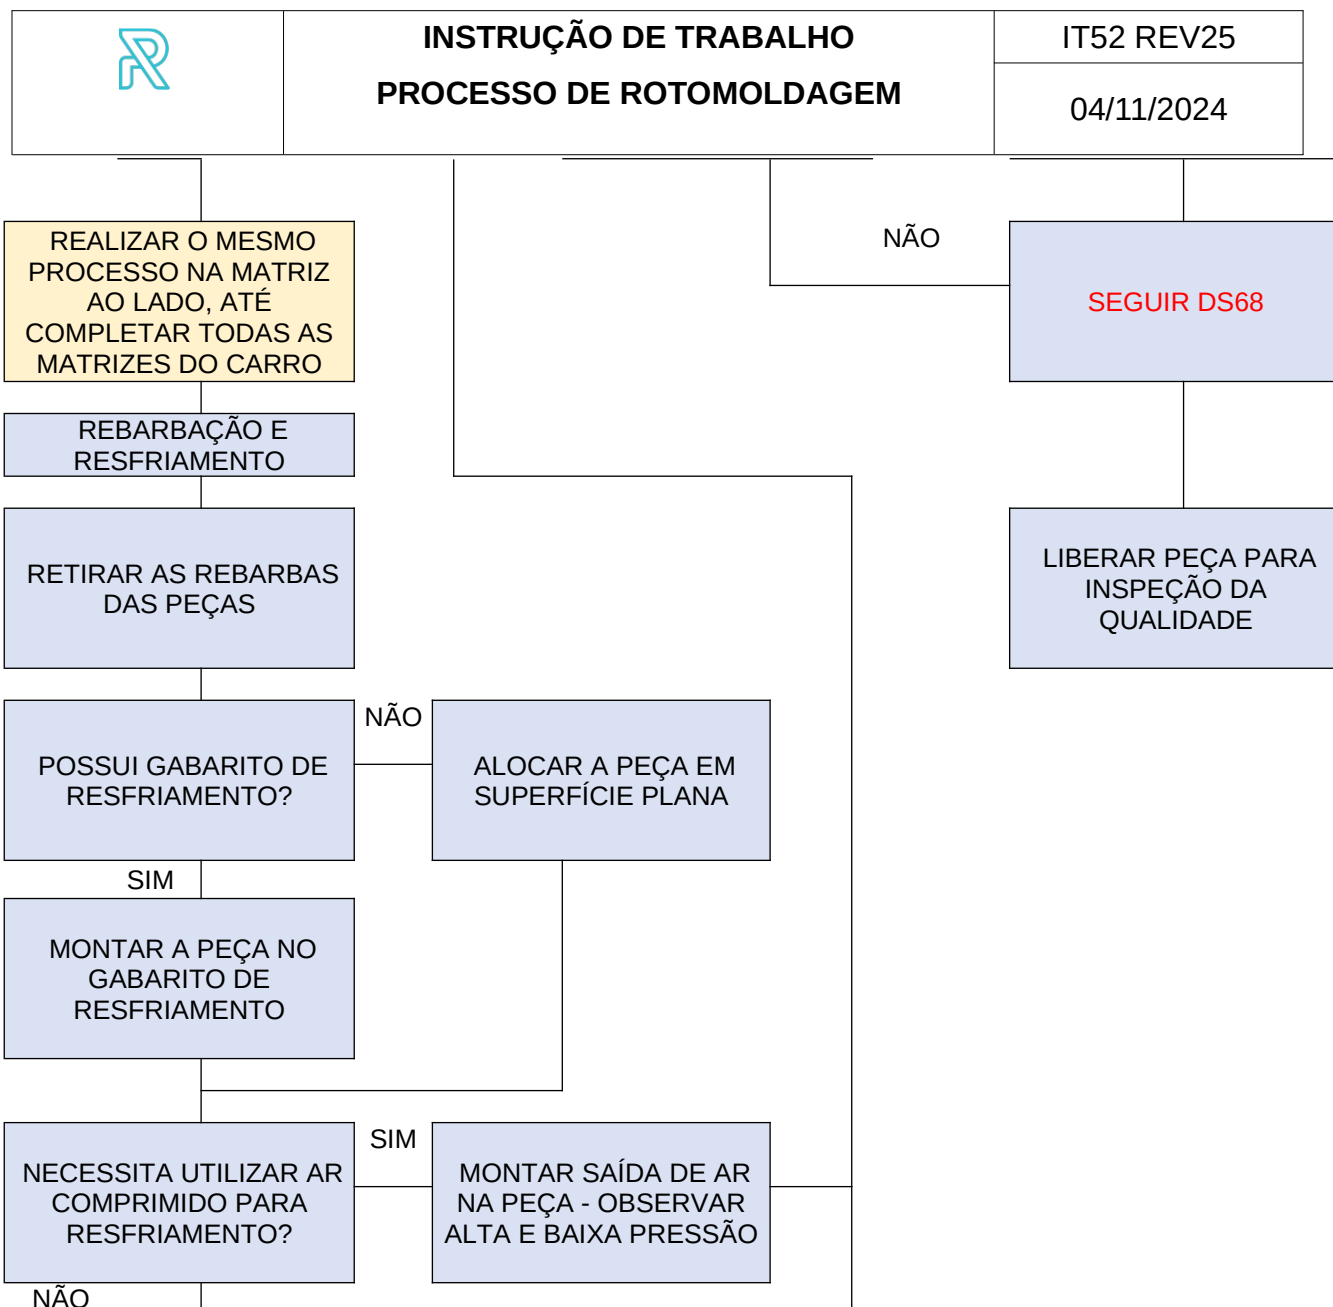 INSTRUÇÃO DE TRABALHO
PROCESSO DE ROTOMOLDAGEM
IT52 REV25
04/11/2024
REALIZAR O MESMO
PROCESSO NA MATRIZ
AO LADO, ATÉ
COMPLETAR TODAS AS
MATRIZES DO CARRO
NÃO
SEGUIR DS68
REBARBAÇÃO E
RESFRIAMENTO
RETIRAR AS REBARBAS
DAS PEÇAS
LIBERAR PEÇA PARA
INSPEÇÃO DA
QUALIDADE
POSSUI GABARITO DE
RESFRIAMENTO?
NÃO
ALOCAR A PEÇA EM
SUPERFÍCIE PLANA
SIM
MONTAR A PEÇA NO
GABARITO DE
RESFRIAMENTO
NECESSITA UTILIZAR AR
COMPRIMIDO PARA
RESFRIAMENTO?
SIM
MONTAR SAÍDA DE AR
NA PEÇA - OBSERVAR
ALTA E BAIXA PRESSÃO
NÃO